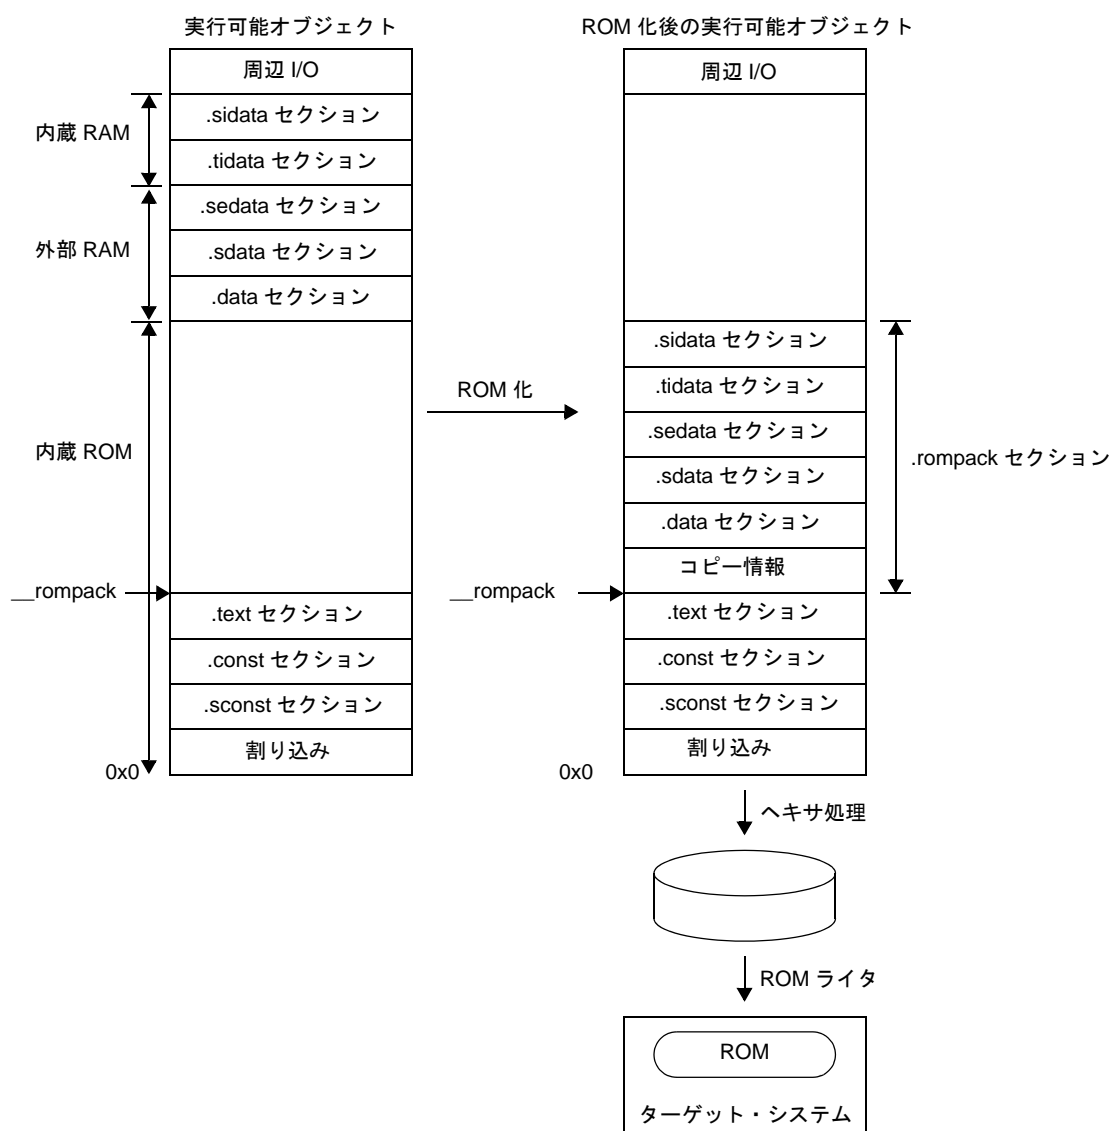 実行可能オブジェクト
周辺 I/O
内蔵 RAM
.sidata セクション
.tidata セクション
外部 RAM
.sedata セクション
.sdata セクション
.data セクション
内蔵 ROM
__rompack
.text セクション
.const セクション
.sconst セクション
割り込み
0x0
ROM 化
ROM 化後の実行可能オブジェクト
周辺 I/O
.sidata セクション
.tidata セクション
.sedata セクション
.sdata セクション
.data セクション
コピー情報
.rompack セクション
__rompack
.text セクション
.const セクション
.sconst セクション
割り込み
0x0
ヘキサ処理
ROM ライタ
ROM
ターゲット・システム